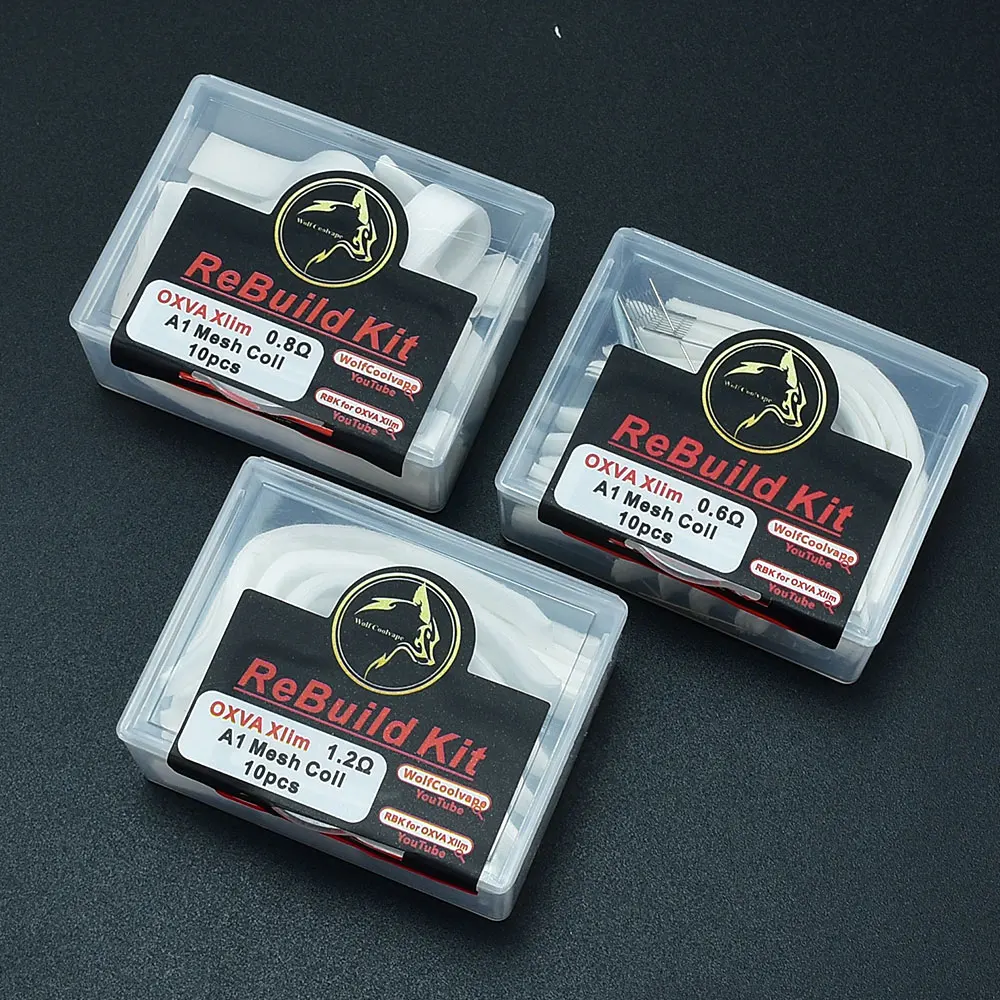 Wolf Coolvape
ReBuild Kit
OXVA Xlim 0.8Ω
A1 Mesh Coil
10pcs
WolfCoolvape
YouTube
RBK for OXVA Xlim
YouTube
Wolf Coolvape
ReBuild Kit
OXVA Xlim 0.6Ω
A1 Mesh Coil
10pcs
WolfCoolvape
YouTube
RBK for OXVA Xlim
YouTube
Wolf Coolvape
ReBuild Kit
OXVA Xlim 1.2Ω
A1 Mesh Coil
10pcs
WolfCoolvape
YouTube
RBK for OXVA Xlim
YouTube